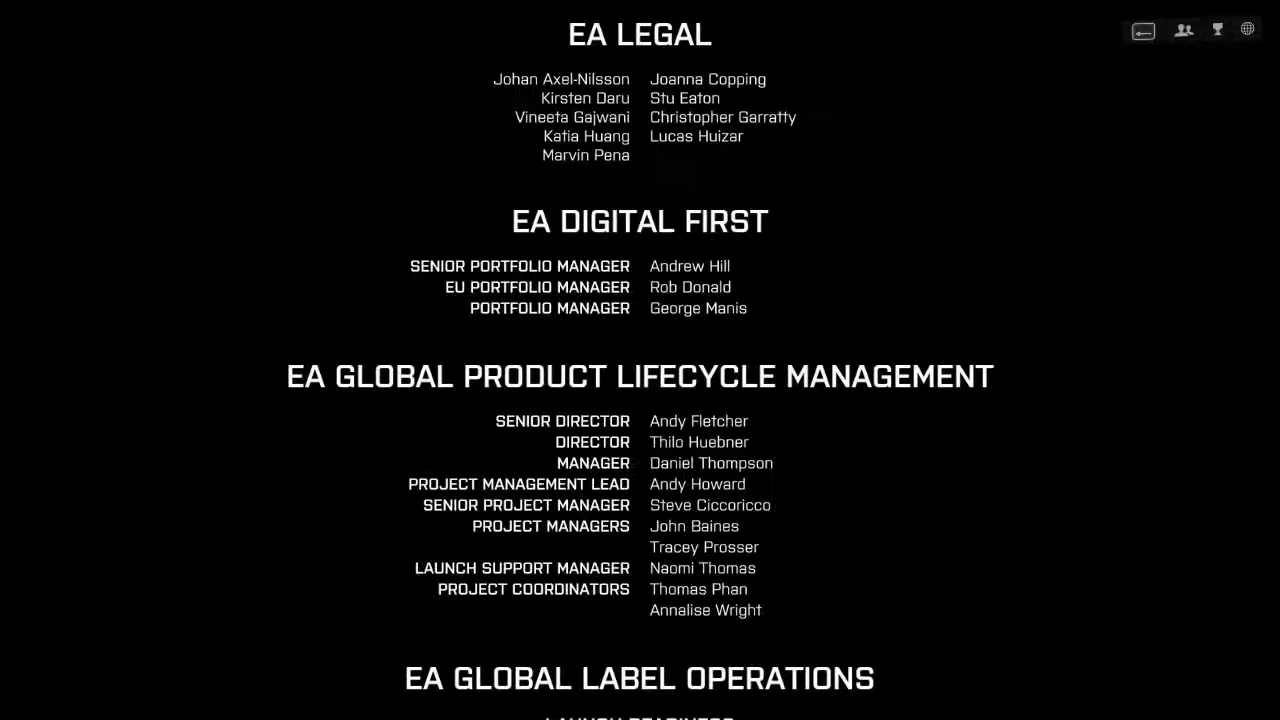 EA LEGAL
Johan Axel-Nilsson Joanna Copping
Kirsten Daru Stu Eaton
Vineeta Gajwani Christopher Garratty
Katia Huang Lucas Huizar
Marvin Pena
EA DIGITAL FIRST
SENIOR PORTFOLIO MANAGER Andrew Hill
EU PORTFOLIO MANAGER Rob Donald
PORTFOLIO MANAGER George Manis
EA GLOBAL PRODUCT LIFECYCLE MANAGEMENT
SENIOR DIRECTOR Andy Fletcher
DIRECTOR Thilo Huebner
MANAGER Daniel Thompson
PROJECT MANAGEMENT LEAD Andy Howard
SENIOR PROJECT MANAGER Steve Ciccoricco
PROJECT MANAGERS John Baines
Tracey Prosser
LAUNCH SUPPORT MANAGER Naomi Thomas
PROJECT COORDINATORS Thomas Phan
Annalise Wright
EA GLOBAL LABEL OPERATIONS
LAUNCH READINESS